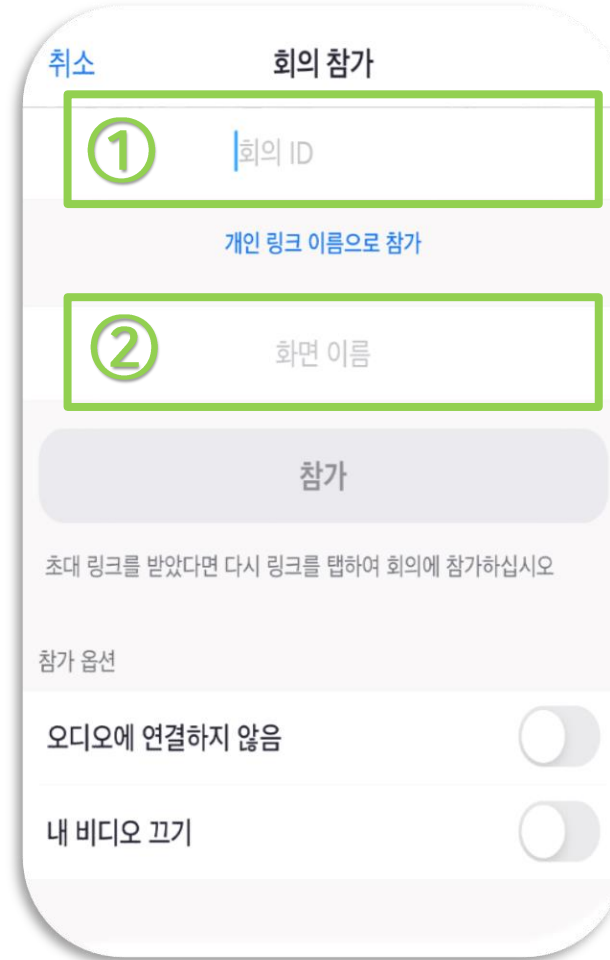 취소
회의 참가
① 회의 ID
개인 링크 이름으로 참가
② 화면 이름
참가
초대 링크를 받았다면 다시 링크를 탭하여 회의에 참가하십시오
참가 옵션
오디오에 연결하지 않음
내 비디오 끄기